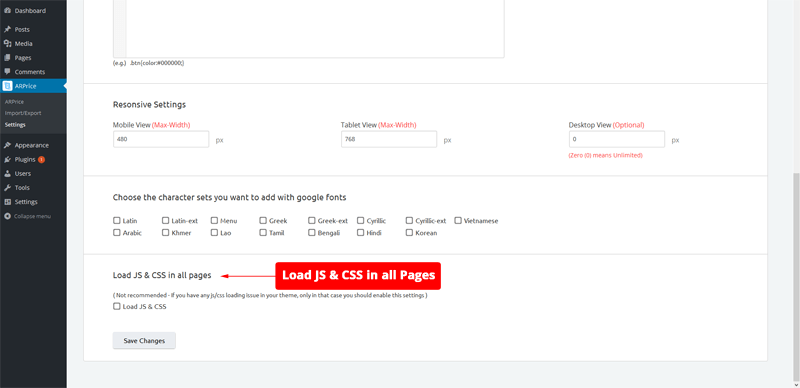 Dashboard
Posts
Media
Pages
Comments
ARPrice
ARPrice
Import/Export
Settings
Appearance
Plugins 1
Users
Tools
Settings
Collapse menu
(e.g.) .btn{color:#000000;}
Resonsive Settings
Mobile View (Max-Width) Tablet View (Max-Width) Desktop View (Optional)
480 px 768 px 0 px
(Zero (0) means Unlimited)
Choose the character sets you want to add with google fonts
Latin Latin-ext Menu Greek Greek-ext Cyrillic Cyrillic-ext Vietnamese
Arabic Khmer Lao Tamil Bengali Hindi Korean
Load JS & CSS in all pages Load JS & CSS in all Pages
( Not recommended - If you have any js/css loading issue in your theme, only in that case you should enable this settings )
Load JS & CSS
Save Changes